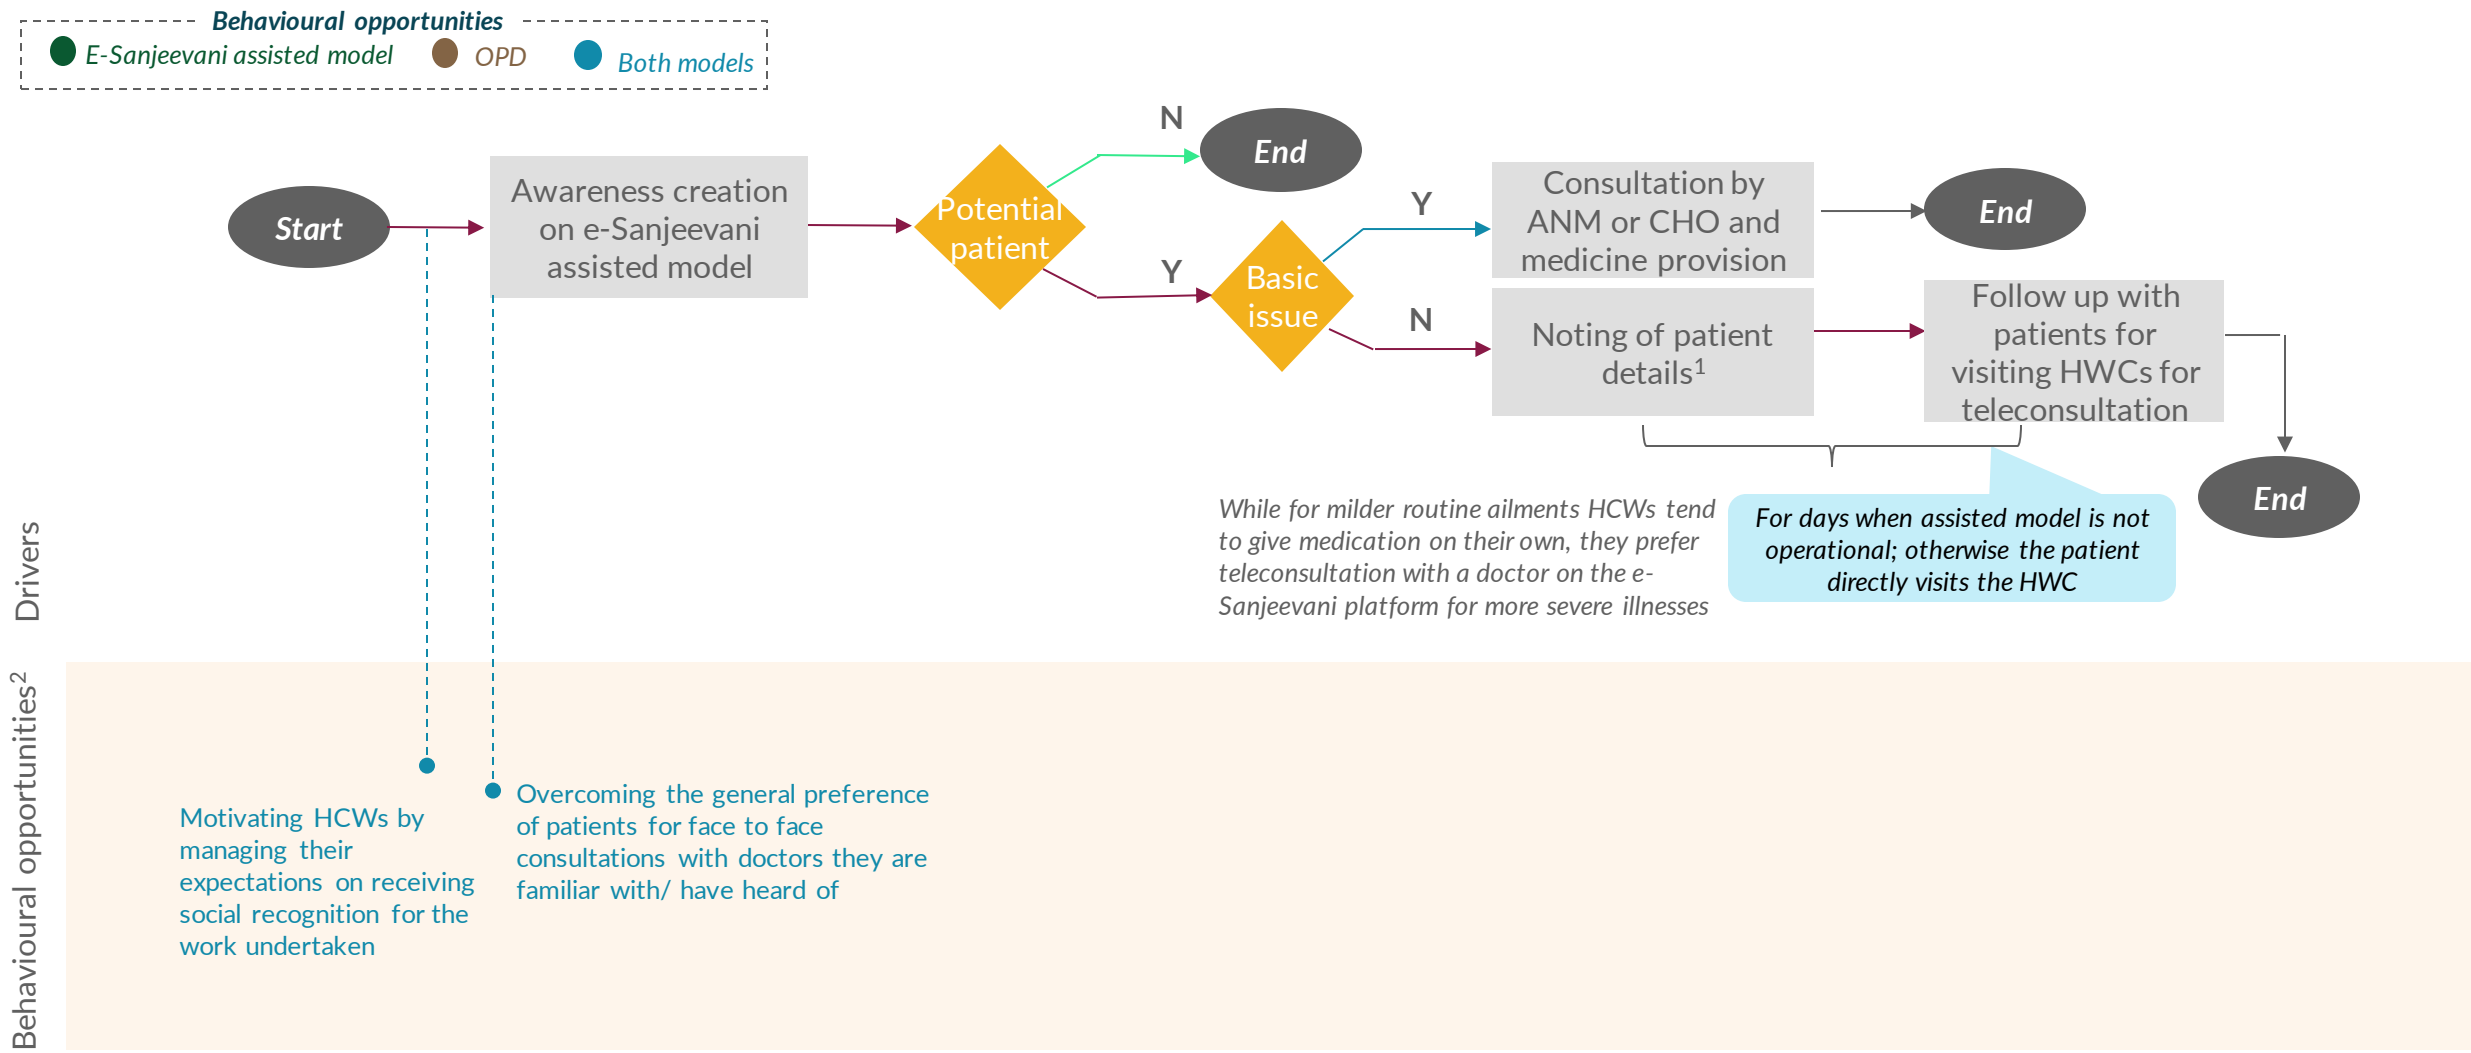 Behavioural opportunities
E-Sanjeevani assisted model
OPD
Both models
Start
Awareness creation
on e-Sanjeevani
assisted model
Potential
patient
N
End
Y
Basic
issue
Y
Consultation by
ANM or CHO and
medicine provision
End
N
Noting of patient
details1
Follow up with
patients for
visiting HWCs for
teleconsultation
End
While for milder routine ailments HCWs tend
to give medication on their own, they prefer
teleconsultation with a doctor on the e-
Sanjeevani platform for more severe illnesses
For days when assisted model is not
operational; otherwise the patient
directly visits the HWC
Drivers
Behavioural opportunities2
Motivating HCWs by
managing their
expectations on receiving
social recognition for the
work undertaken
Overcoming the general preference
of patients for face to face
consultations with doctors they are
familiar with/ have heard of